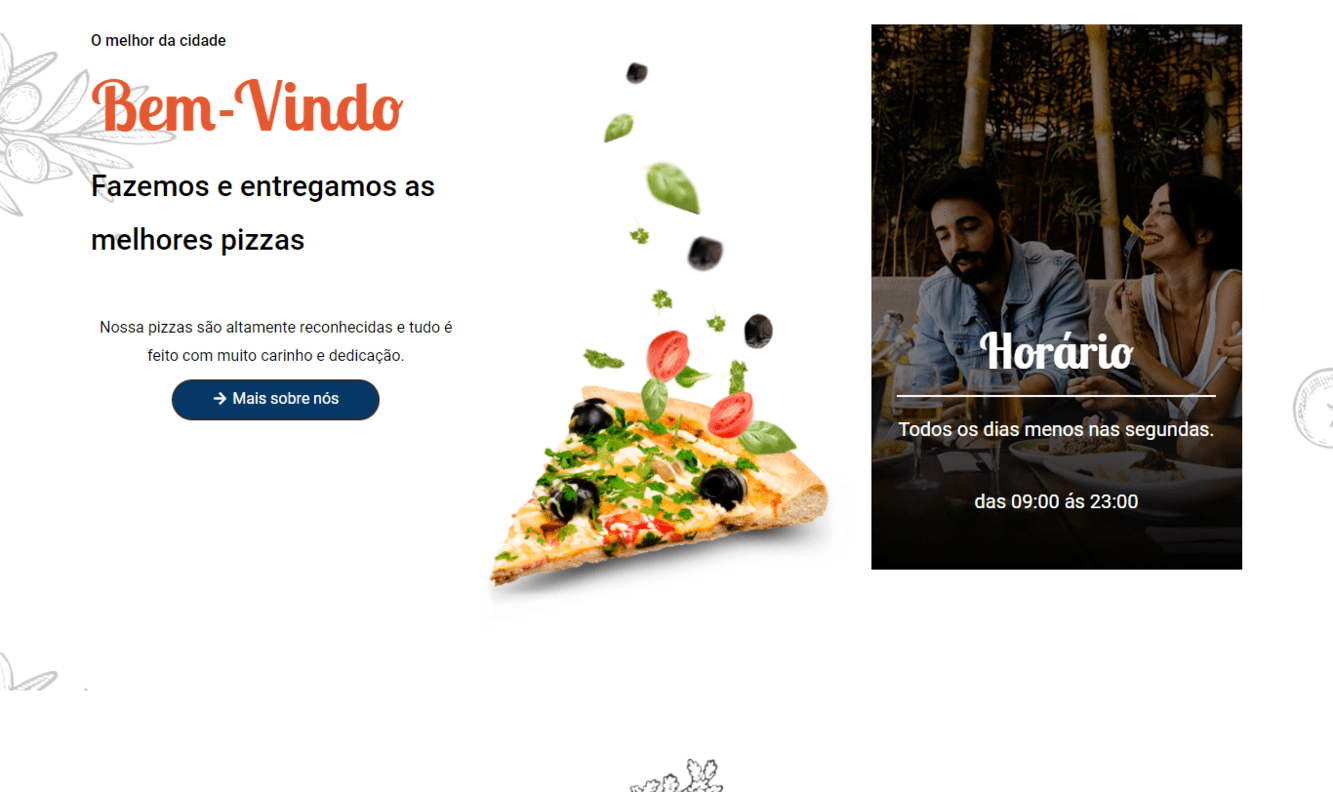 O melhor da cidade
Bem-Vindo
Fazemos e entregamos as
melhores pizzas
Nossa pizzas são altamente reconhecidas e tudo é
feito com muito carinho e dedicação.
Mais sobre nós
Horário
Todos os dias menos nas segundas.
das 09:00 ás 23:00